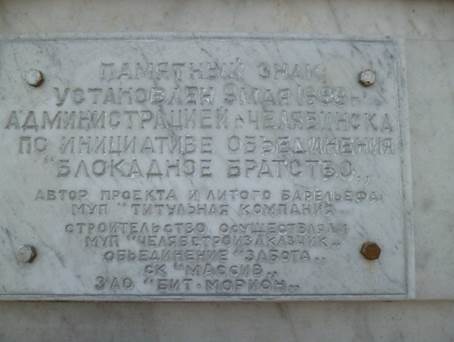 ПАМЯТНЫЙ ЗНАК
УСТАНОВЛЕН 9 МАЯ г.
АДМИНИСТРАЦИЕЙ г. ЧЕЛЯБИНСКА
ПО ИНИЦИАТИВЕ ОБЪЕДИНЕНИЯ
"БЛОКАДНОЕ БРАТСТВО„
АВТОР ПРОЕКТА И ЛИТОГО БАРЕЛЬЕФА:
МУП "ТИТУЛЬНАЯ КОМПАНИЯ
СТРОИТЕЛЬСТВО ОСУЩЕСТВЛЯЛИ
МУП "ЧЕЛЯБСТРОЙЗАКАЗЧИК„
ОБЪЕДИНЕНИЕ "ЗАБОТА„
СК "МАССИВ„
ЗАО "БИТ-МОРИОН„